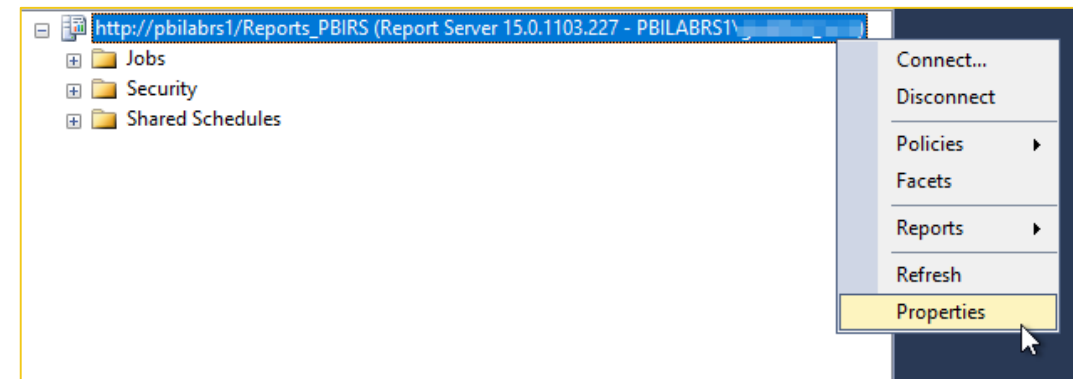 http://pbilabrs1/Reports_PBIRS (Report Server 15.0.1103.227 - PBILABRS1\
Jobs
Security
Shared Schedules
Connect...
Disconnect
Policies
Facets
Reports
Refresh
Properties